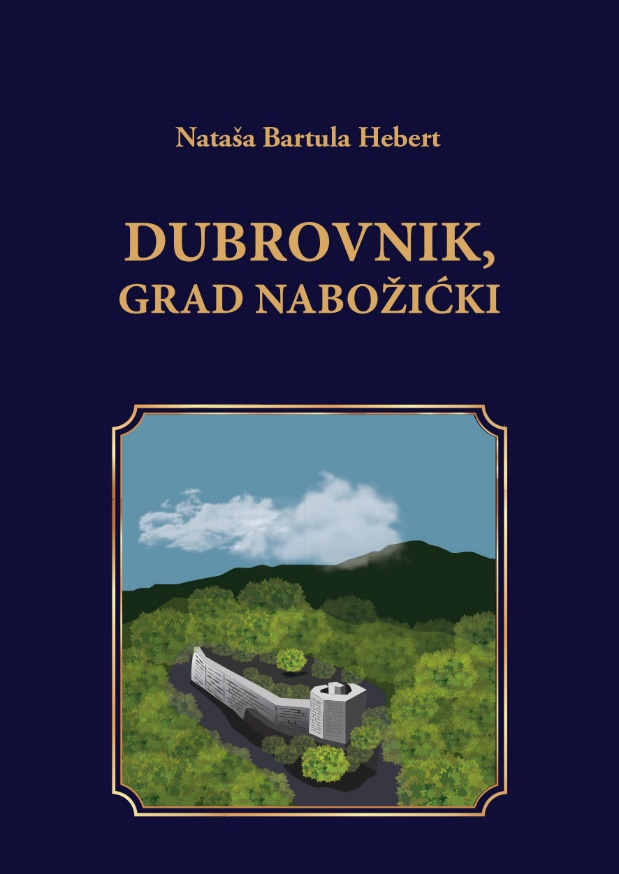 Nataša Bartula Hebert
DUBROVNIK,
GRAD NABOŽIĆKI